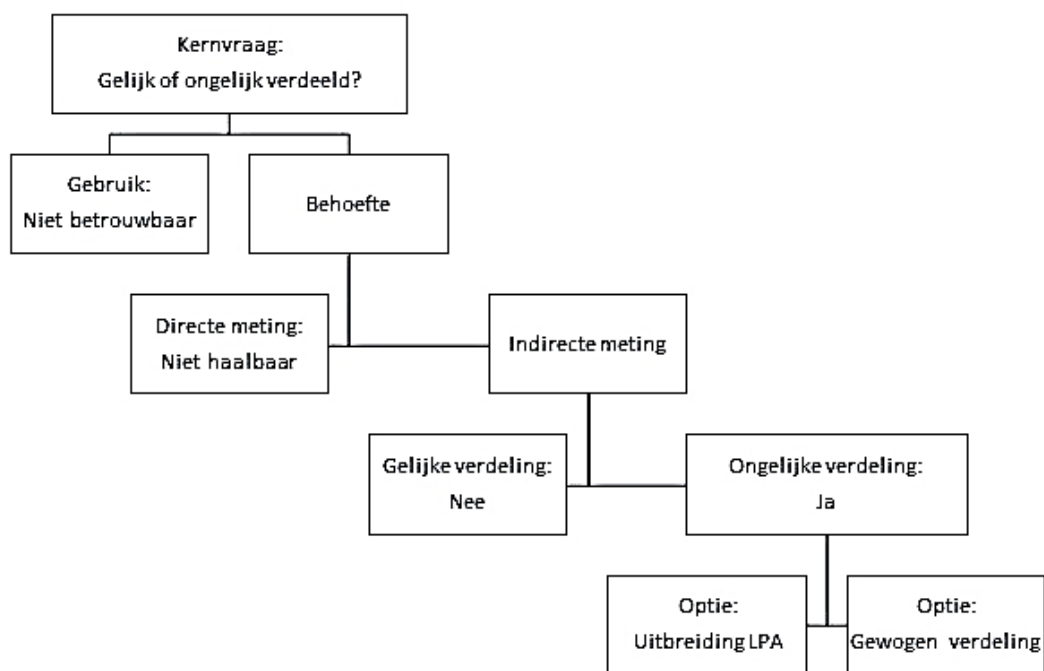 Kernvraag:
Gelijk of ongelijk verdeeld?
Gebruik:
Niet betrouwbaar
Behoefte
Directe meting:
Niet haalbaar
Indirecte meting
Gelijke verdeling:
Nee
Ongelijke verdeling:
Ja
Optie:
Uitbreiding LPA
Optie:
Gewogen verdeling